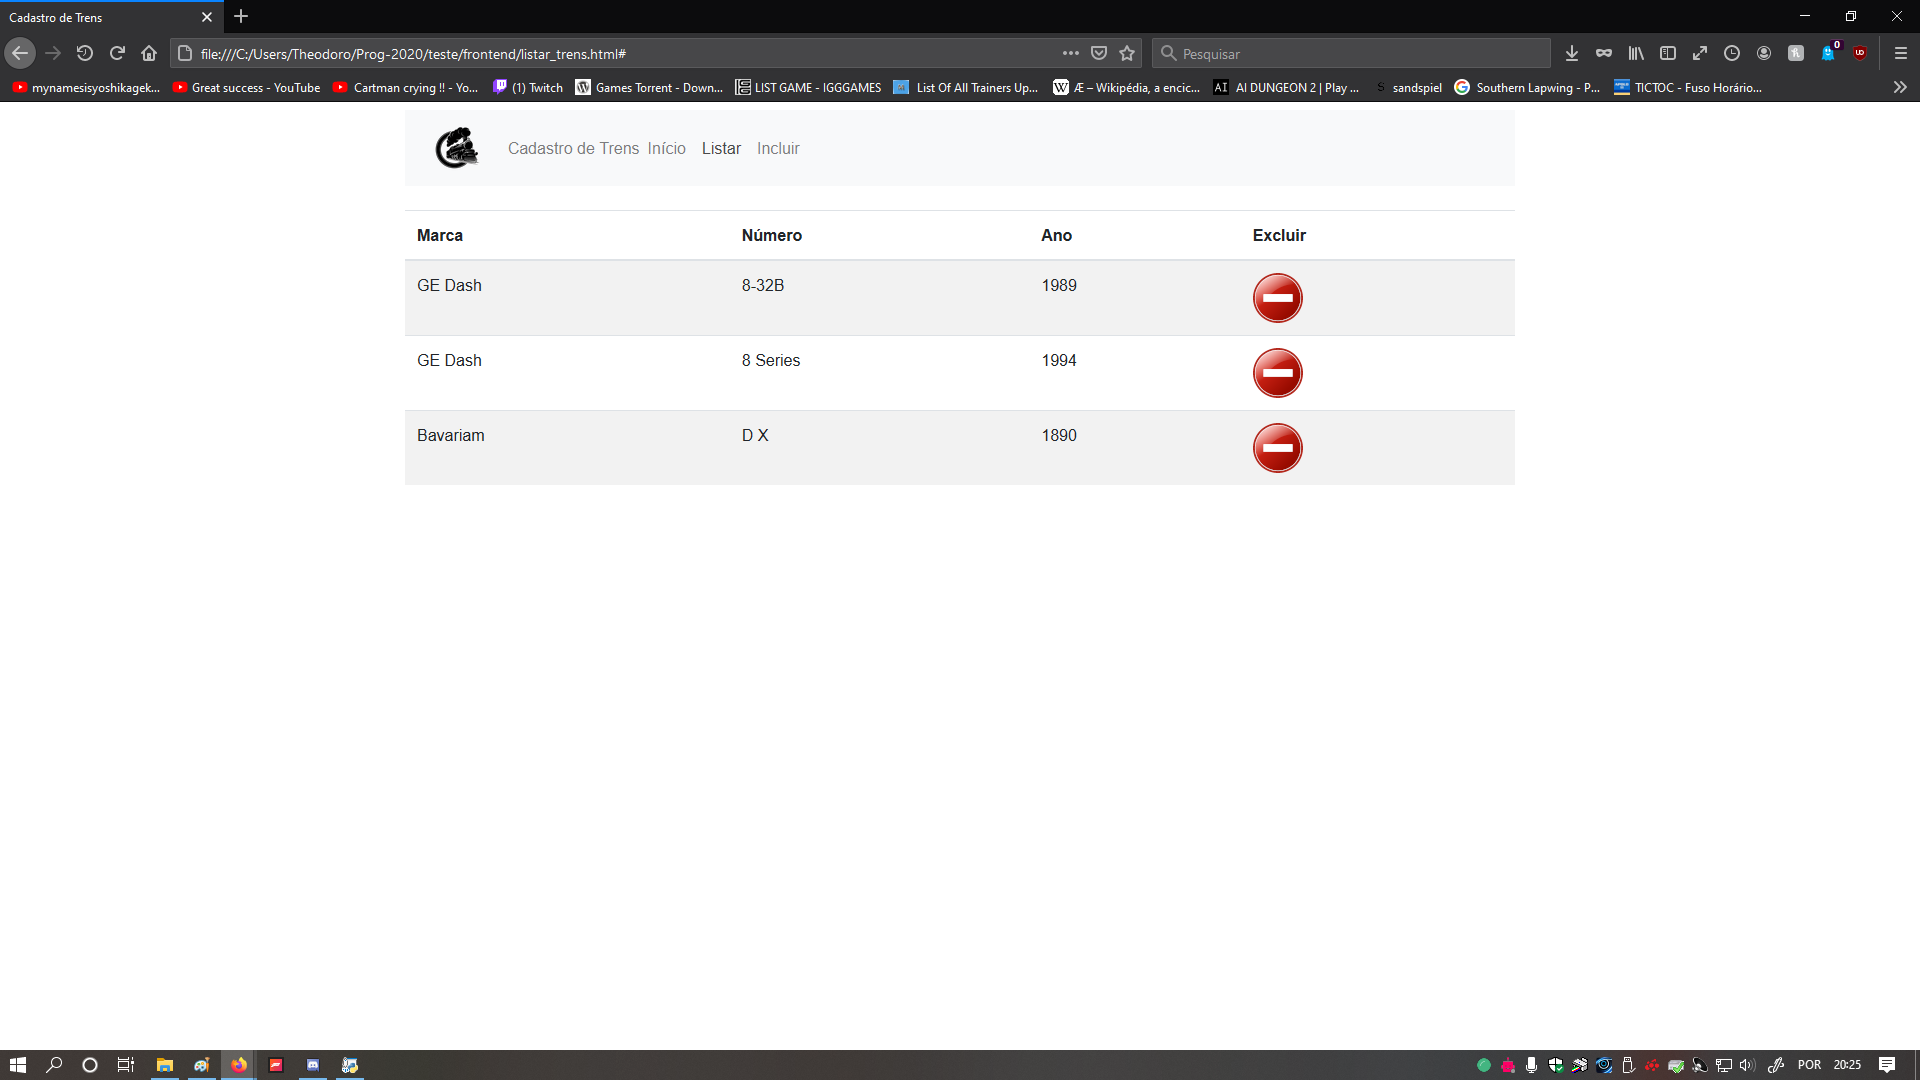 Cadastro de Trens
file:///C:/Users/Theodoro/Prog-2020/teste/frontend/listar_trens.html#
Pesquisar
0
mynamesisyoshikagek... Great success - YouTube Cartman crying !! - Yo... (1) Twitch Games Torrent - Down... LIST GAME - IGGGAMES List Of All Trainers Up... Æ – Wikipédia, a encic... AI AI DUNGEON 2 | Play ... S sandspiel Southern Lapwing - P... TICTOC - Fuso Horário...
Cadastro de Trens Início Listar Incluir
Marca Número Ano Excluir
GE Dash 8-32B 1989
GE Dash 8 Series 1994
Bavariam D X 1890
POR 20:25